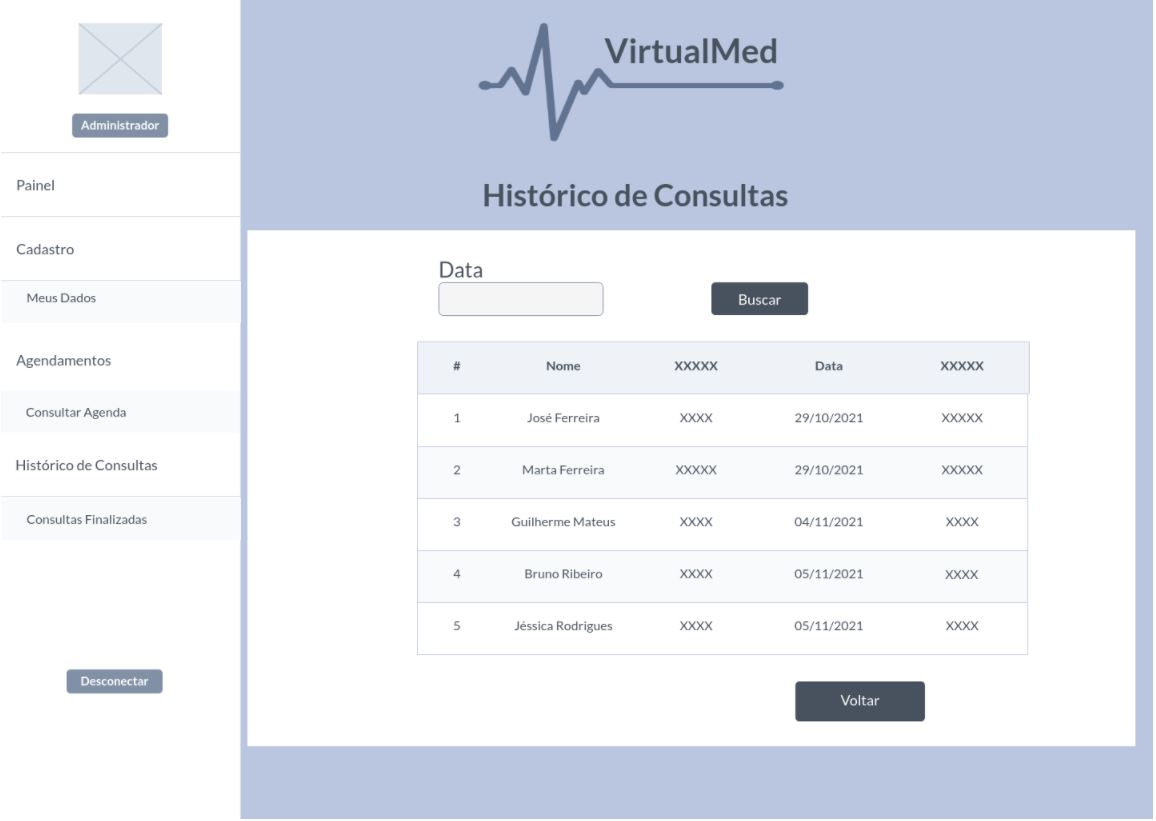 Administrador
Painel
Cadastro
Meus Dados
Agendamentos
Consultar Agenda
Histórico de Consultas
Consultas Finalizadas
Desconectar
VirtualMed
Histórico de Consultas
Data
Buscar
# Nome XXXXX Data XXXXX
1 José Ferreira XXXX 29/10/2021 XXXXX
2 Marta Ferreira XXXXX 29/10/2021 XXXXX
3 Guilherme Mateus XXXX 04/11/2021 XXXX
4 Bruno Ribeiro XXXX 05/11/2021 XXXX
5 Jéssica Rodrigues XXXX 05/11/2021 XXXX
Voltar